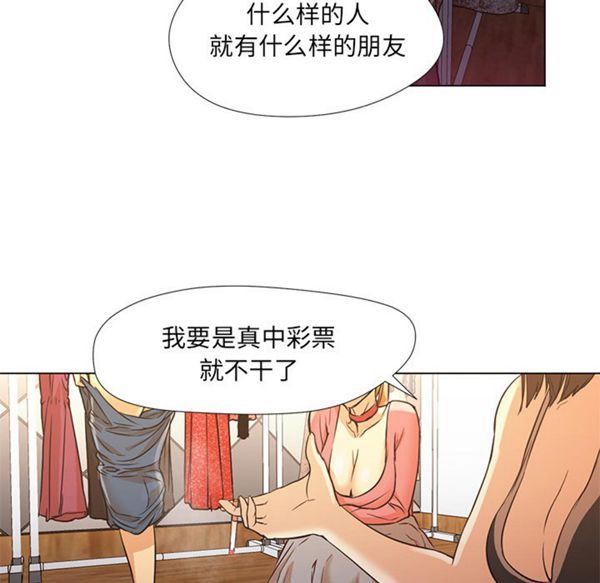 什么样的人
就有什么样的朋友
我要是真中彩票
就不干了